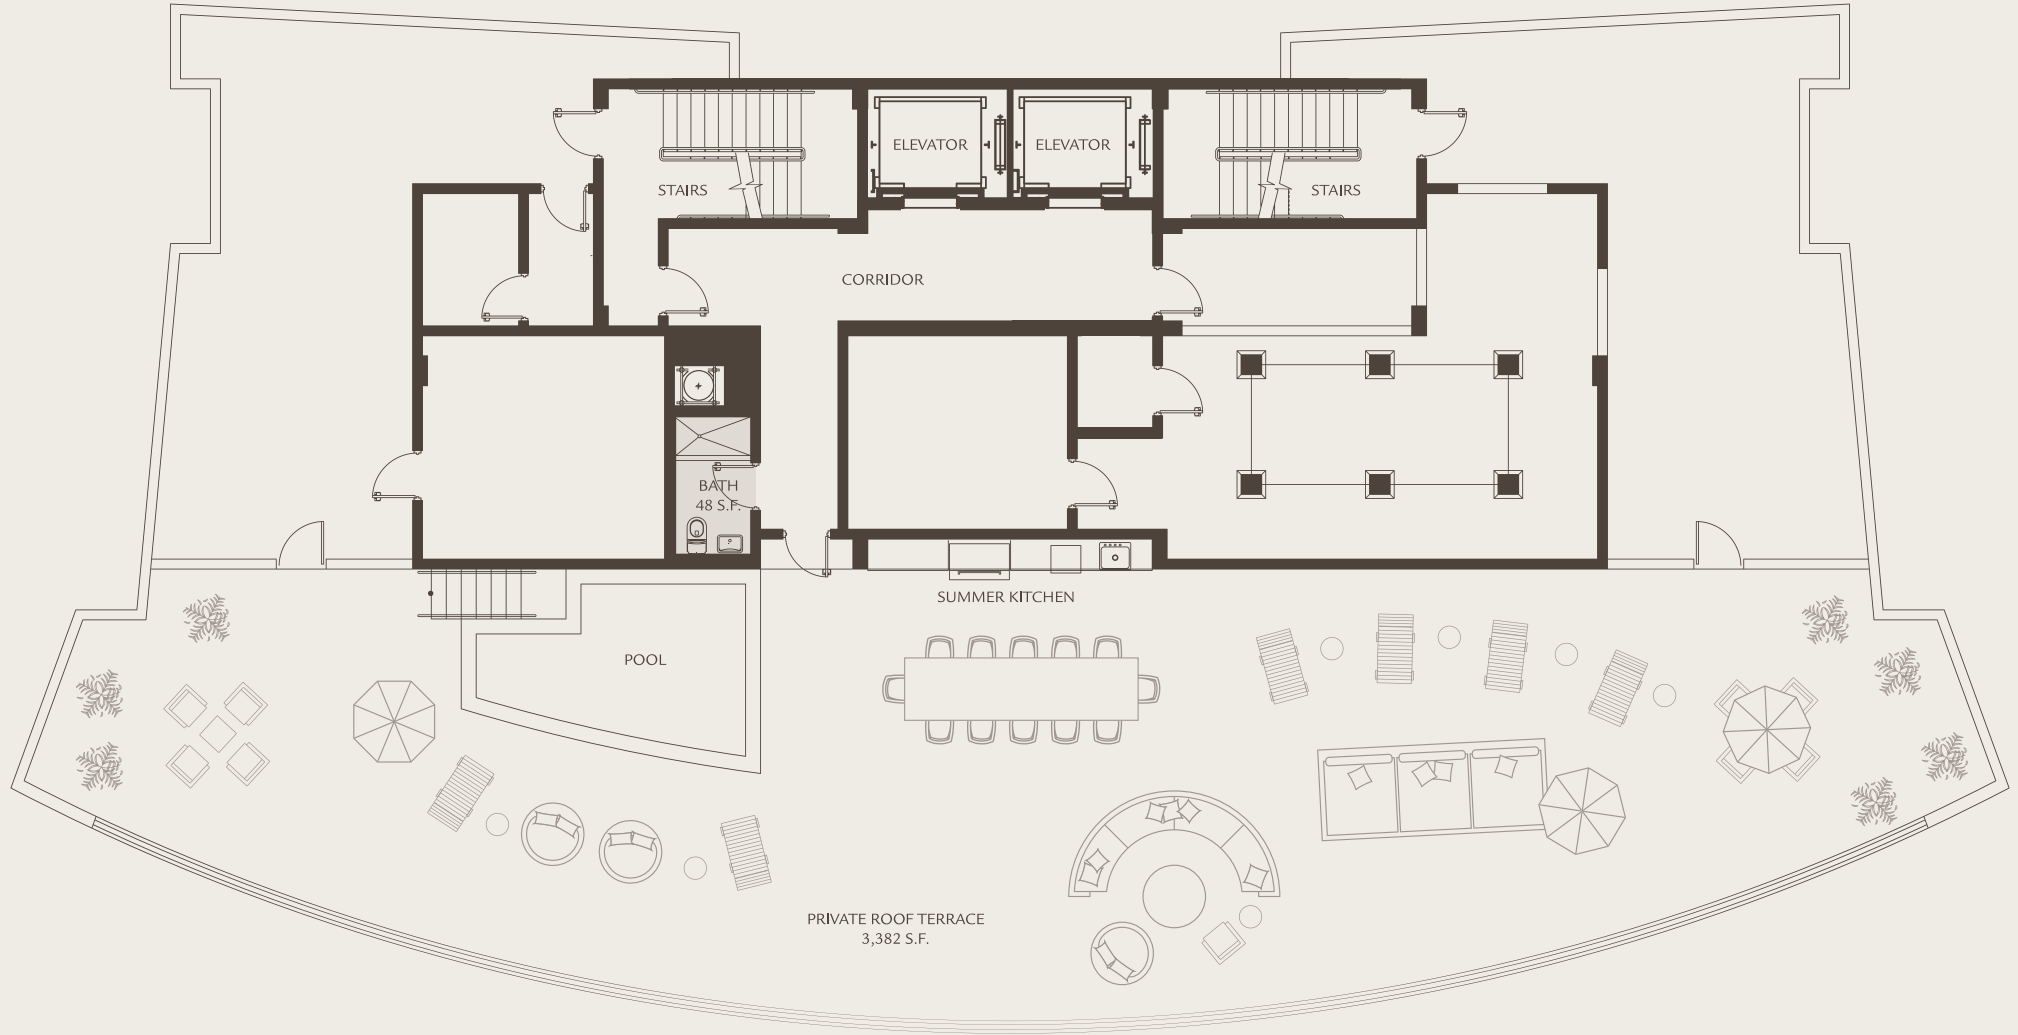 ELEVATOR
ELEVATOR
STAIRS
STAIRS
CORRIDOR
BATH
48 S.F.
SUMMER KITCHEN
POOL
PRIVATE ROOF TERRACE
3,382 S.F.